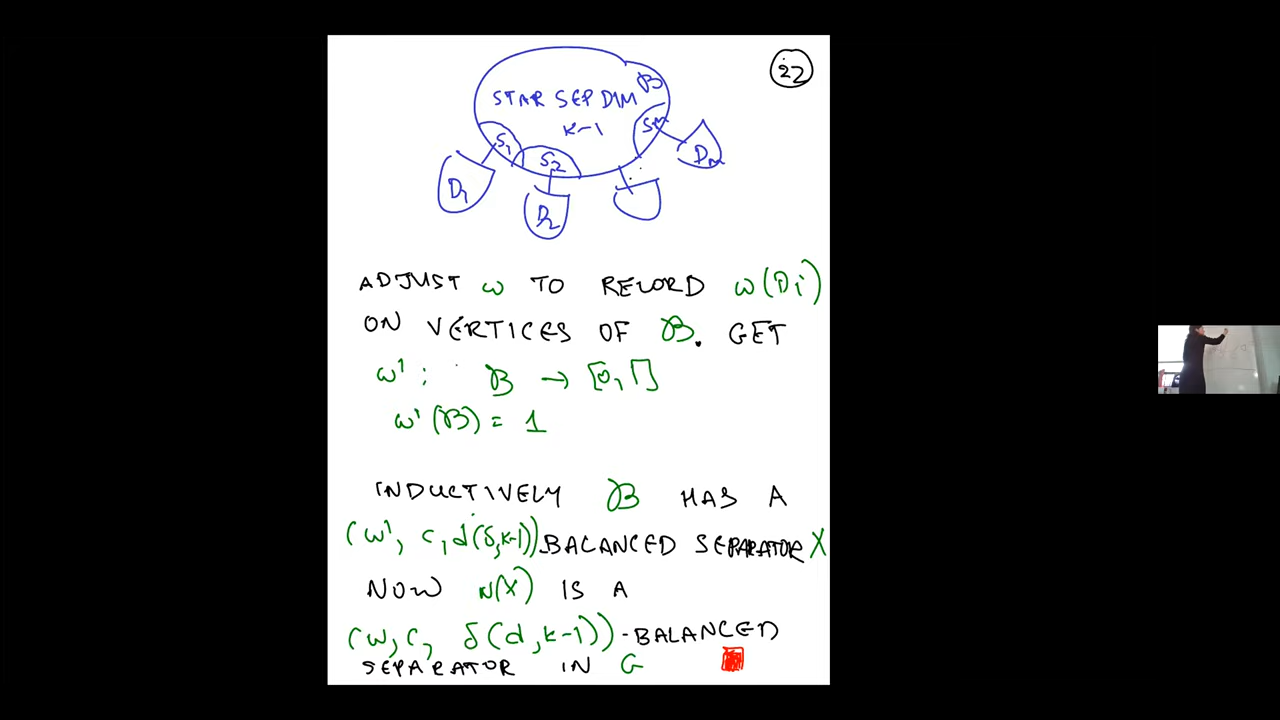 22
STAR SEP DIM B
k-1
S1
S2
Sm
D1
D2
Dm
ADJUST ω TO RECORD ω(Di)
ON VERTICES OF B. GET
ω': B → [0,1]
ω'(B) = 1
INDUCTIVELY B HAS A
(ω', c, d(δ,k-1))-BALANCED SEPARATOR X
NOW N(X) IS A
(ω, c, δ(d,k-1))-BALANCED
SEPARATOR IN G